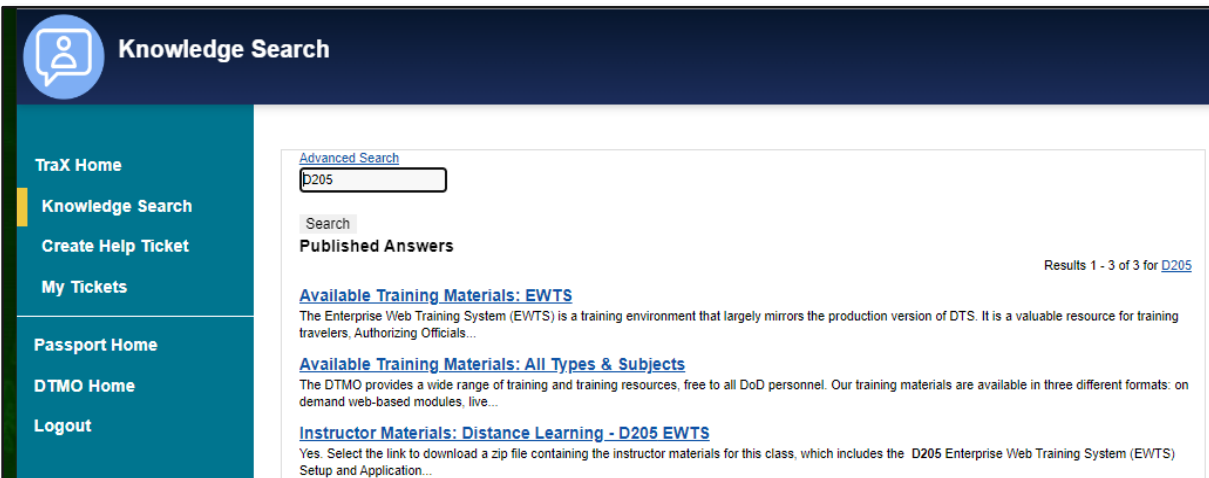 Knowledge Search
TraX Home
Knowledge Search
Create Help Ticket
My Tickets
Passport Home
DTMO Home
Logout
Advanced Search
D205
Search
Published Answers
Results 1 - 3 of 3 for D205
Available Training Materials: EWTS
The Enterprise Web Training System (EWTS) is a training environment that largely mirrors the production version of DTS. It is a valuable resource for training
travelers, Authorizing Officials...
Available Training Materials: All Types & Subjects
The DTMO provides a wide range of training and training resources, free to all DoD personnel. Our training materials are available in three different formats: on
demand web-based modules, live...
Instructor Materials: Distance Learning - D205 EWTS
Yes. Select the link to download a zip file containing the instructor materials for this class, which includes the D205 Enterprise Web Training System (EWTS)
Setup and Application...